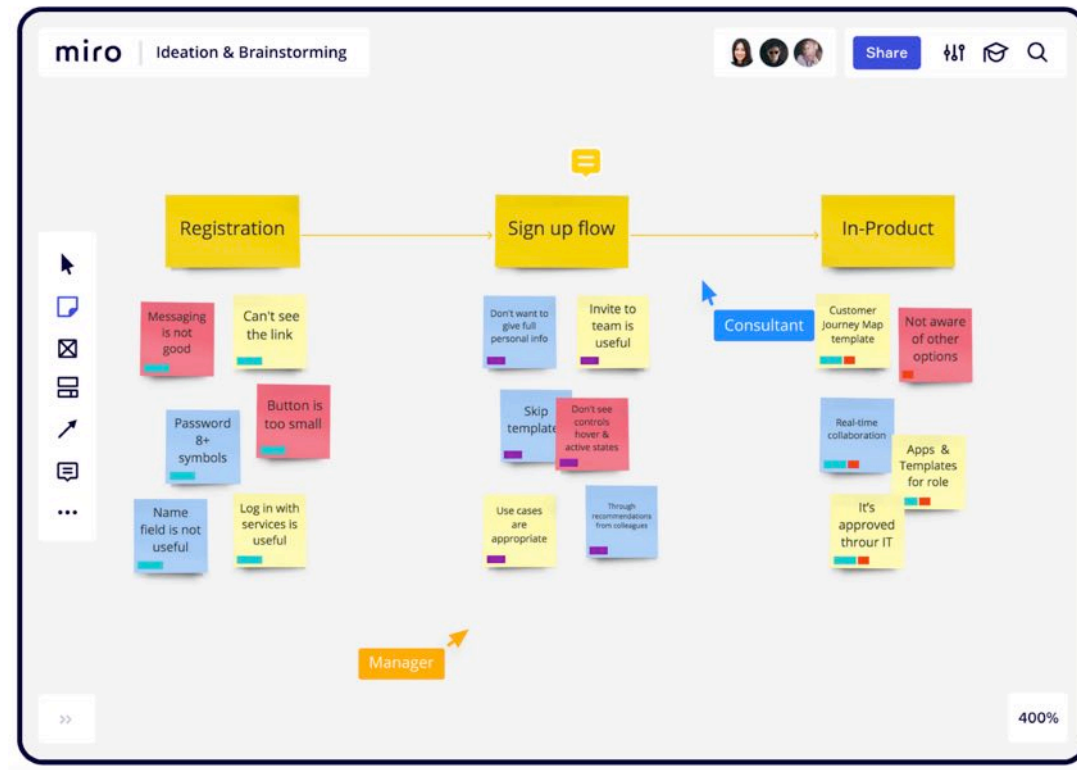 miro
Ideation & Brainstorming
Share
Registration
Sign up flow
In-Product
Messaging
is not
good
Can't see
the link
Password
8+
symbols
Button is
too small
Name
field is not
useful
Log in with
services is
useful
Don't want to
give full
personal info
Invite to
team is
useful
Skip
template
Don't see
controls
hover &
active states
Use cases
are
appropriate
Through
recommendations
from colleagues
Consultant
Customer
Journey Map
template
Not aware
of other
options
Real-time
collaboration
Apps &
Templates
for role
It's
approved
throur IT
Manager
400%